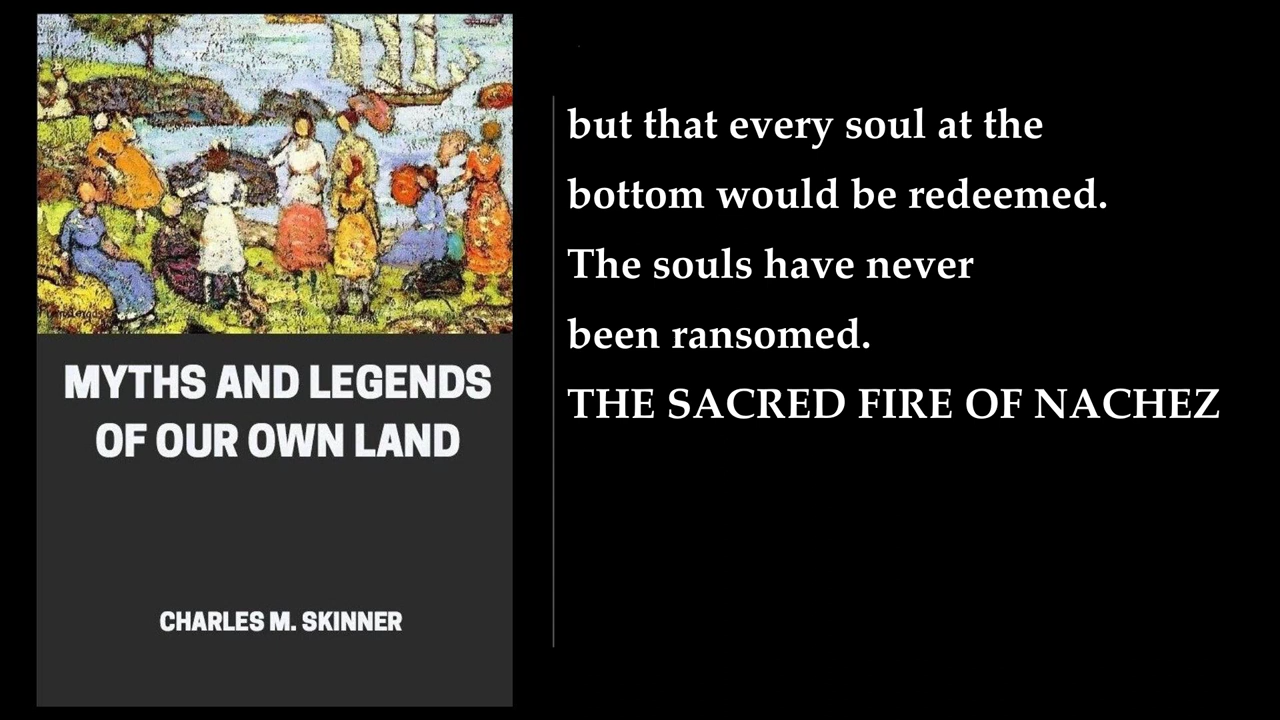 MYTHS AND LEGENDS
OF OUR OWN LAND
CHARLES M. SKINNER
but that every soul at the
bottom would be redeemed.
The souls have never
been ransomed.
THE SACRED FIRE OF NACHEZ